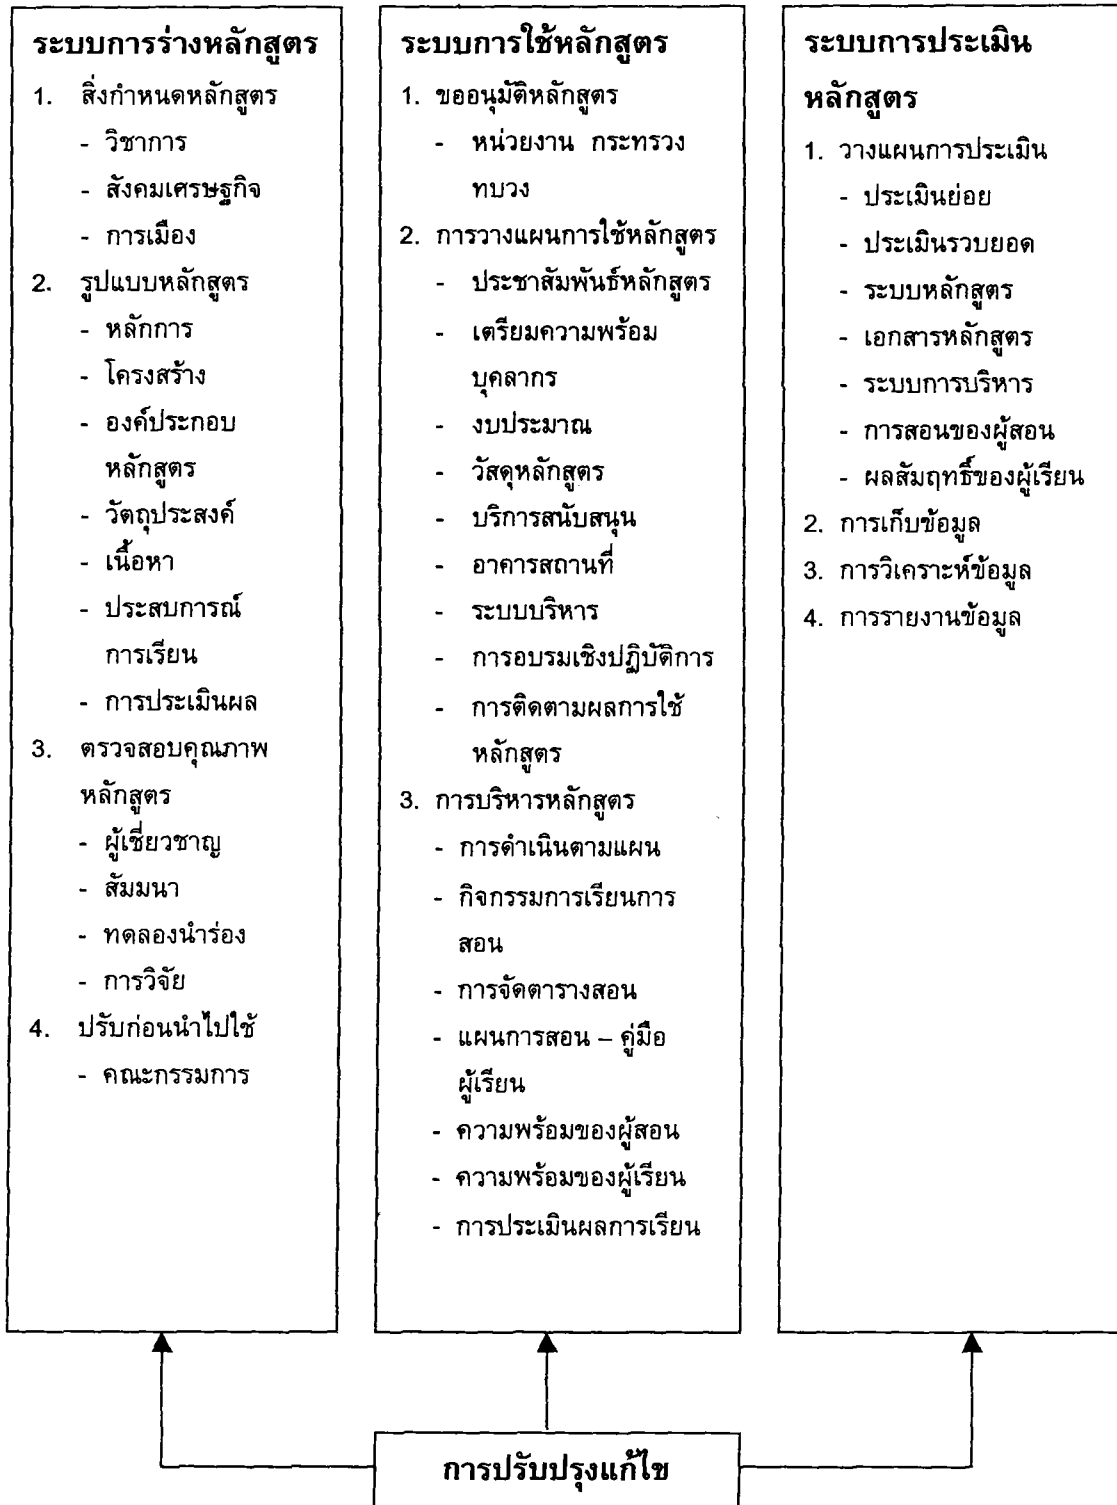 ระบบการร่างหลักสูตร
1. สิ่งกำหนดหลักสูตร
- วิชาการ
- สังคมเศรษฐกิจ
- การเมือง
2. รูปแบบหลักสูตร
- หลักการ
- โครงสร้าง
- องค์ประกอบ
หลักสูตร
- วัตถุประสงค์
- เนื้อหา
- ประสบการณ์
การเรียน
- การประเมินผล
3. ตรวจสอบคุณภาพ
หลักสูตร
- ผู้เชี่ยวชาญ
- สัมมนา
- ทดลองนำร่อง
- การวิจัย
4. ปรับก่อนนำไปใช้
- คณะกรรมการ
ระบบการใช้หลักสูตร
1. ขออนุมัติหลักสูตร
- หน่วยงาน กระทรวง
ทบวง
2. การวางแผนการใช้หลักสูตร
- ประชาสัมพันธ์หลักสูตร
- เตรียมความพร้อม
บุคลากร
- งบประมาณ
- วัสดุหลักสูตร
- บริการสนับสนุน
- อาคารสถานที่
- ระบบบริหาร
- การอบรมเชิงปฏิบัติการ
- การติดตามผลการใช้
หลักสูตร
3. การบริหารหลักสูตร
- การดำเนินตามแผน
- กิจกรรมการเรียนการ
สอน
- การจัดตารางสอน
- แผนการสอน – คู่มือ
ผู้เรียน
- ความพร้อมของผู้สอน
- ความพร้อมของผู้เรียน
- การประเมินผลการเรียน
ระบบการประเมิน
หลักสูตร
1. วางแผนการประเมิน
- ประเมินย่อย
- ประเมินรวบยอด
- ระบบหลักสูตร
- เอกสารหลักสูตร
- ระบบการบริหาร
- การสอนของผู้สอน
- ผลสัมฤทธิ์ของผู้เรียน
2. การเก็บข้อมูล
3. การวิเคราะห์ข้อมูล
4. การรายงานข้อมูล
การปรับปรุงแก้ไข